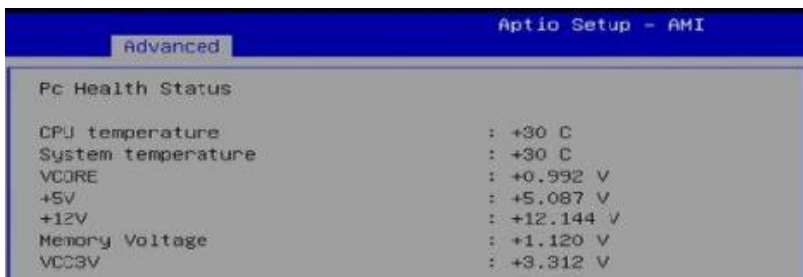 Aptio Setup - AMI
Advanced
Pc Health Status
CPU temperature : +30 C
System temperature : +30 C
VCORE : +0.992 V
+5V : +5.087 V
+12V : +12.144 V
Memory Voltage : +1.120 V
VCC3V : +3.312 V